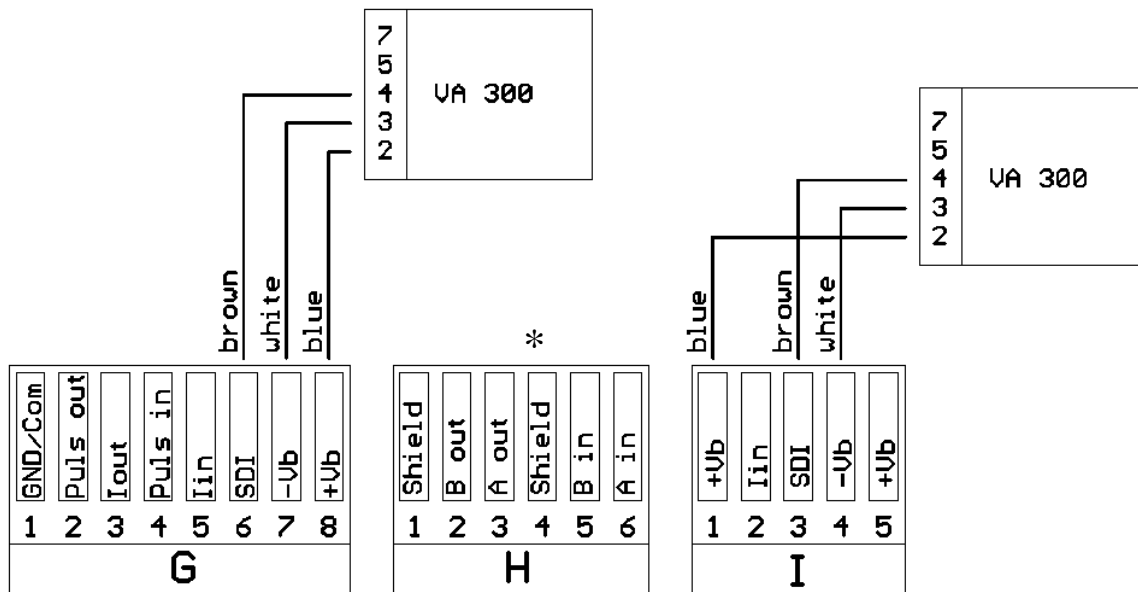 7
5
4
3
2
VA 300
7
5
4
3
2
VA 300
brown
white
blue
*
blue
brown
white
GND/Com
Puls out
Iout
Puls in
Iin
SDI
-Vb
+Vb
1 2 3 4 5 6 7 8
G
Shield
B out
A out
Shield
B in
A in
1 2 3 4 5 6
H
+Vb
Iin
SDI
-Vb
+Vb
1 2 3 4 5
I